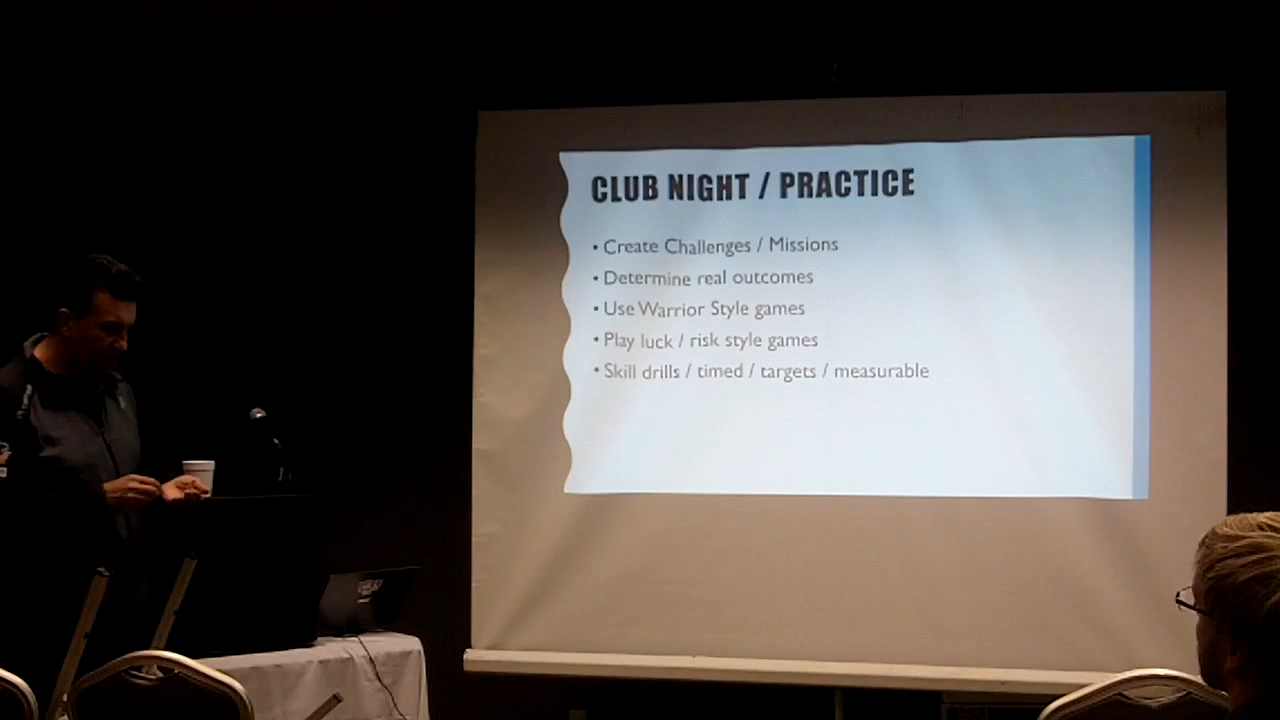 CLUB NIGHT / PRACTICE
• Create Challenges / Missions
• Determine real outcomes
• Use Warrior Style games
• Play luck / risk style games
• Skill drills / timed / targets / measurable